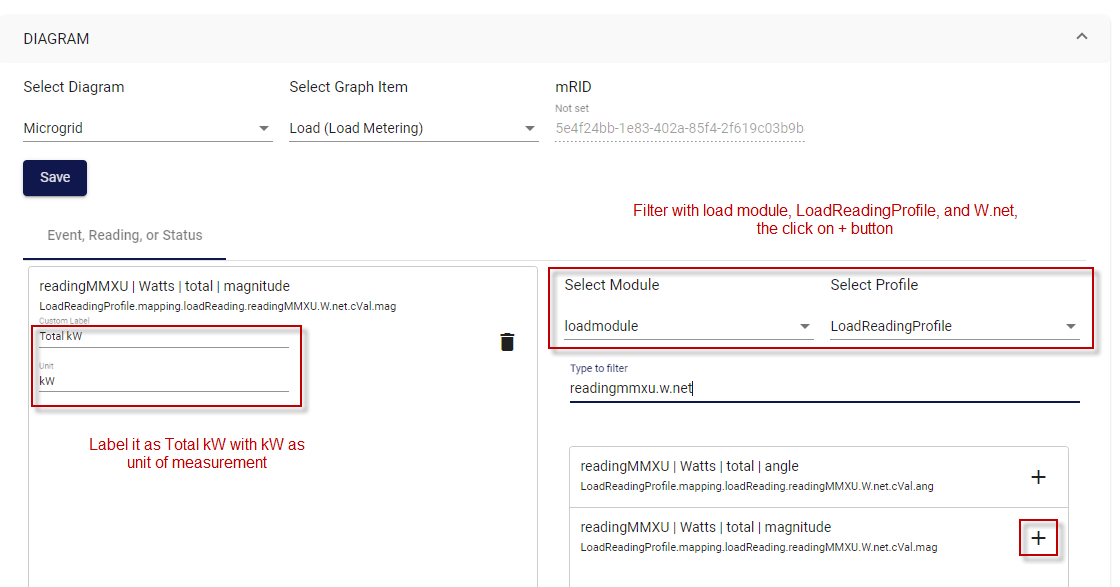 DIAGRAM
Select Diagram
Select Graph Item
mRID
Not set
Microgrid
Load (Load Metering)
5e4f24bb-1e83-402a-85f4-2f619c03b9b
Save
Filter with load module, LoadReadingProfile, and W.net,
the click on + button
Event, Reading, or Status
readingMMXU | Watts | total | magnitude
LoadReadingProfile.mapping.loadReading.readingMMXU.W.net.cVal.mag
Custom Label
Total kW
Unit
kW
Label it as Total kW with kW as
unit of measurement
Select Module
Select Profile
loadmodule
LoadReadingProfile
Type to filter
readingmmxu.w.net
readingMMXU | Watts | total | angle
LoadReadingProfile.mapping.loadReading.readingMMXU.W.net.cVal.ang
+
readingMMXU | Watts | total | magnitude
LoadReadingProfile.mapping.loadReading.readingMMXU.W.net.cVal.mag
+